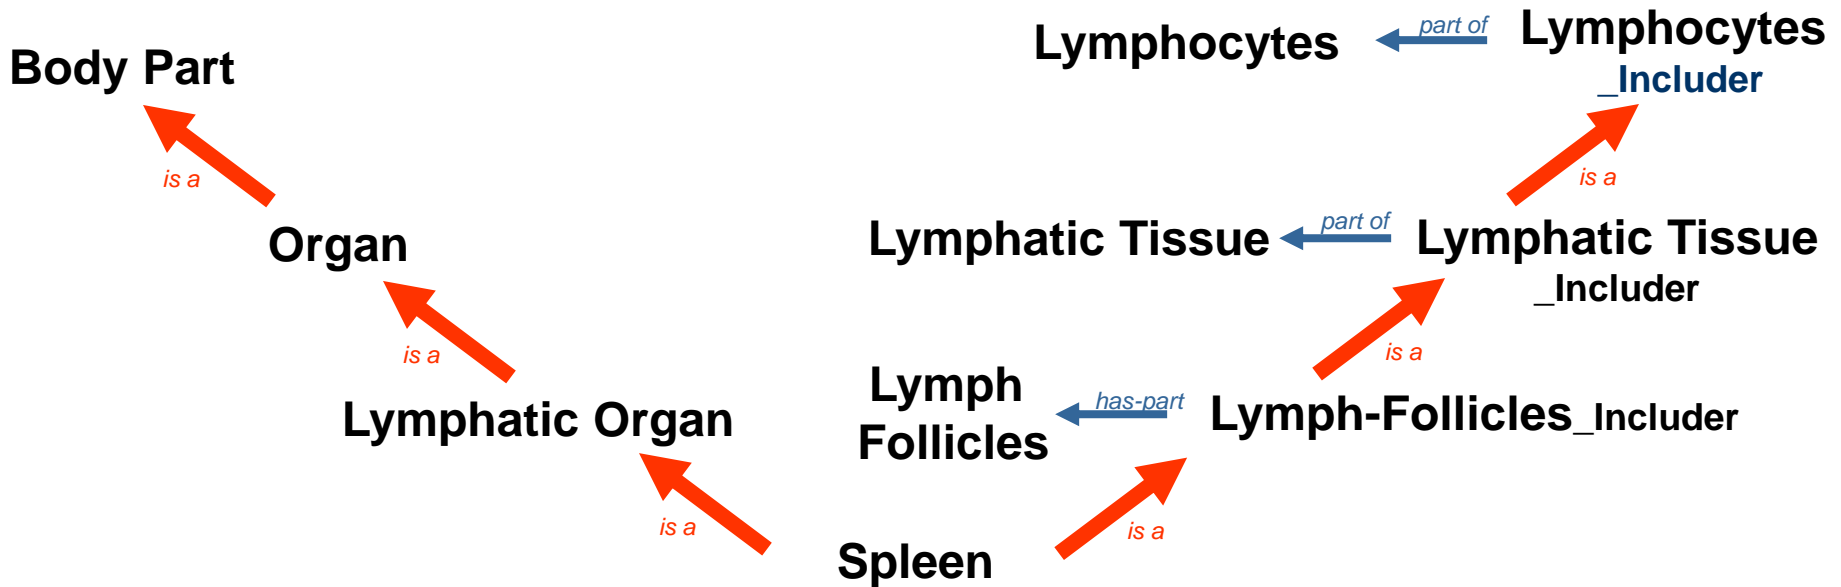 Body Part
is a
Organ
is a
Lymphatic Organ
is a
Spleen
Lymphocytes
part of
Lymphocytes
_Includer
is a
Lymphatic Tissue
part of
Lymphatic Tissue
_Includer
is a
Lymph
Follicles
has-part
Lymph-Follicles_Includer
is a